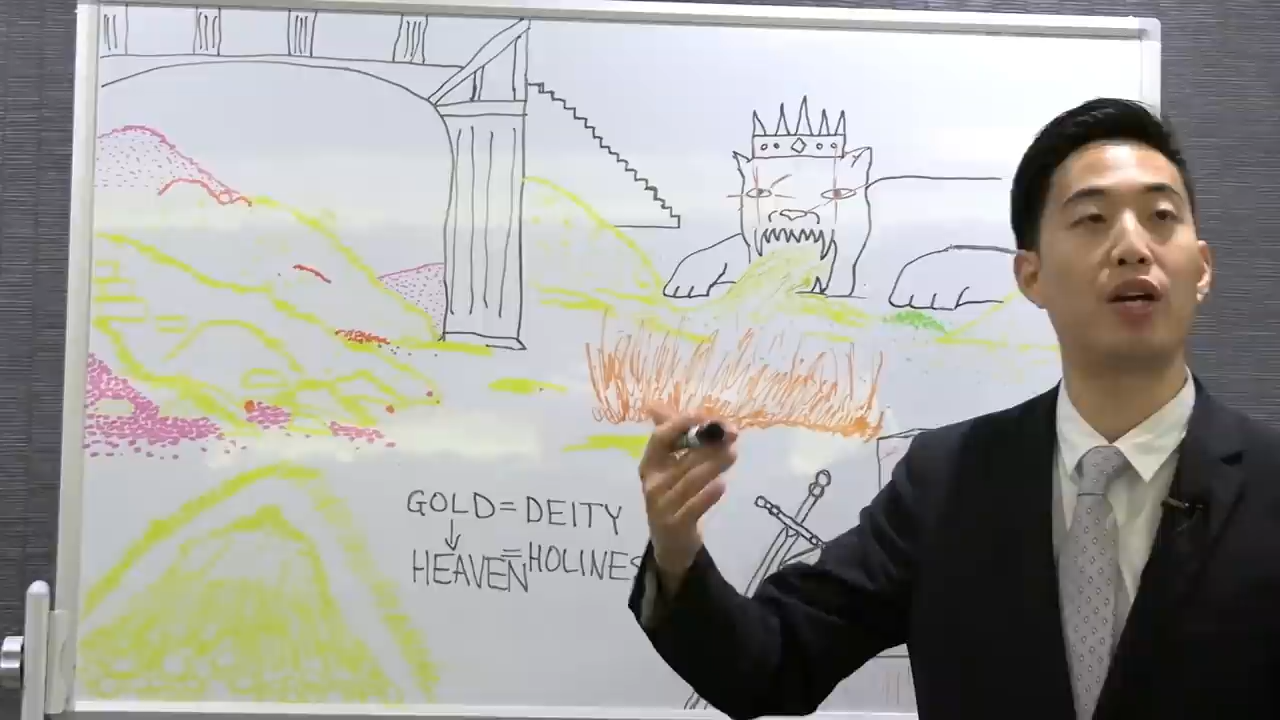 GOLD = DEITY
HEAVEN = HOLINES